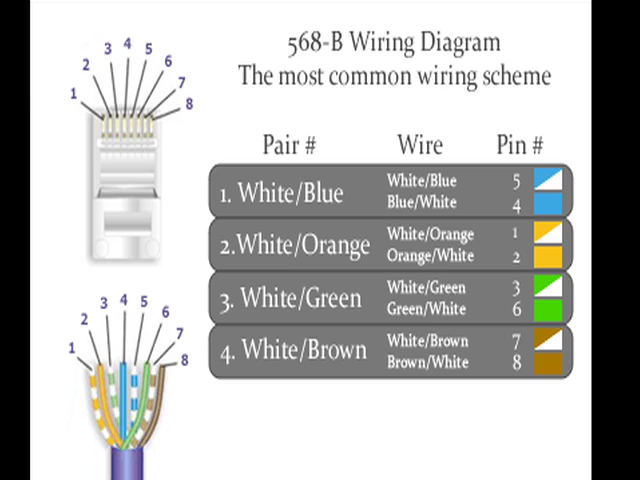 568-B Wiring Diagram
The most common wiring scheme
1 2 3 4 5 6 7 8
Pair # Wire Pin #
1. White/Blue
White/Blue 5
Blue/White 4
2.White/Orange
White/Orange 1
Orange/White 2
3. White/Green
White/Green 3
Green/White 6
4. White/Brown
White/Brown 7
Brown/White 8
1 2 3 4 5 6 7 8